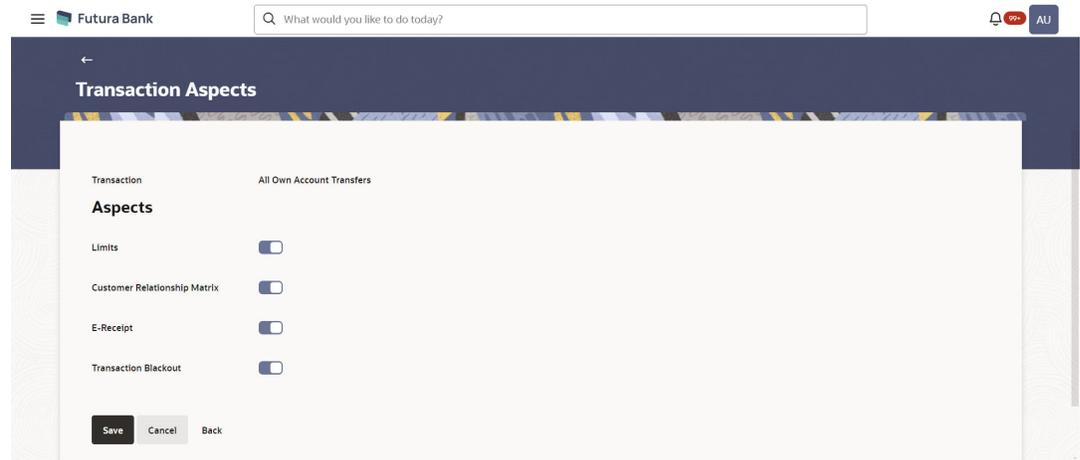 Futura Bank
What would you like to do today?
99+
AU
Transaction Aspects
Transaction All Own Account Transfers
Aspects
Limits
Customer Relationship Matrix
E-Receipt
Transaction Blackout
Save Cancel Back